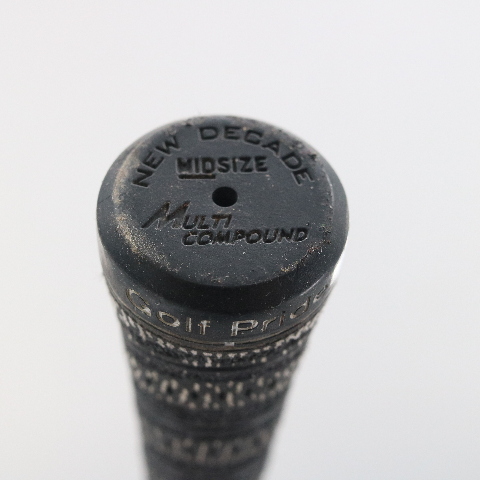 NEW DECADE
MIDSIZE
MULTI
COMPOUND
Golf Pride